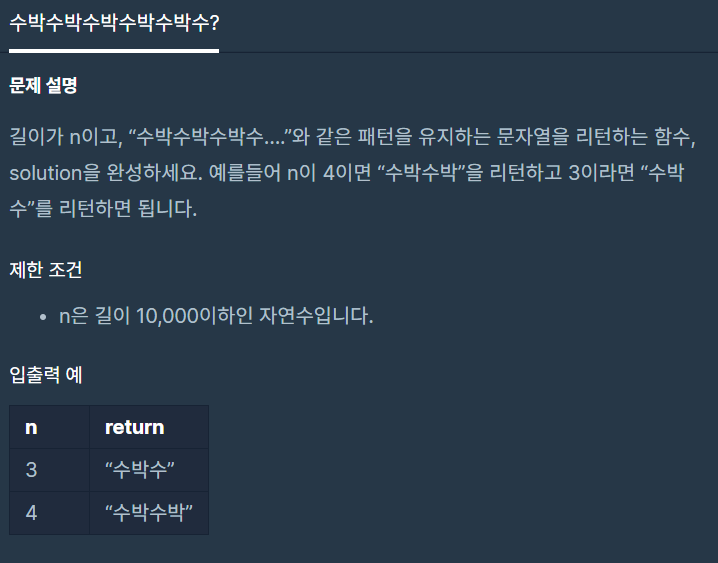 수박수박수박수박수박수?
문제 설명
길이가 n이고, “수박수박수박수....”와 같은 패턴을 유지하는 문자열을 리턴하는 함수,
solution을 완성하세요. 예를들어 n이 4이면 “수박수박”을 리턴하고 3이라면 “수박
수”를 리턴하면 됩니다.
제한 조건
• n은 길이 10,000이하인 자연수입니다.
입출력 예
n return
3 “수박수”
4 “수박수박”